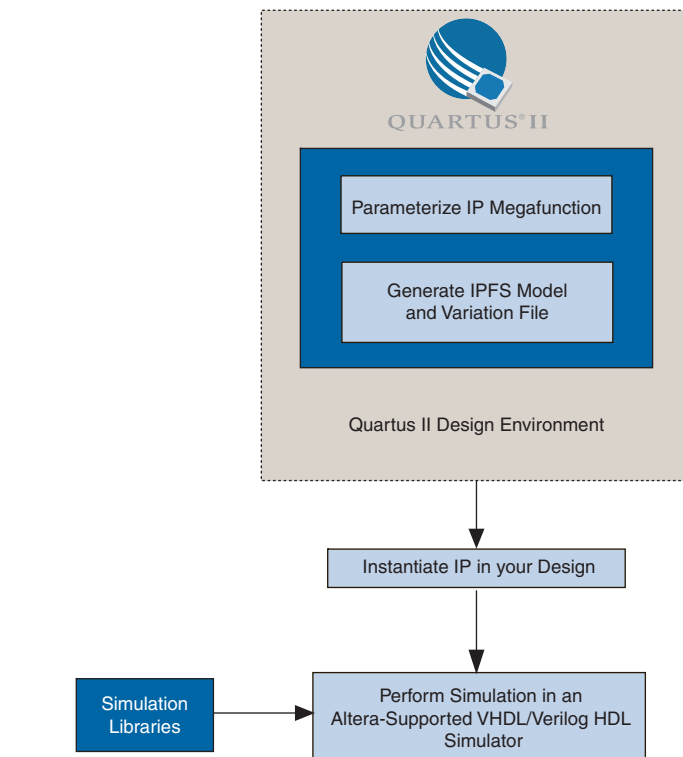 QUARTUS® II
Parameterize IP Megafunction
Generate IPFS Model
and Variation File
Quartus II Design Environment
Instantiate IP in your Design
Simulation
Libraries
Perform Simulation in an
Altera-Supported VHDL/Verilog HDL
Simulator